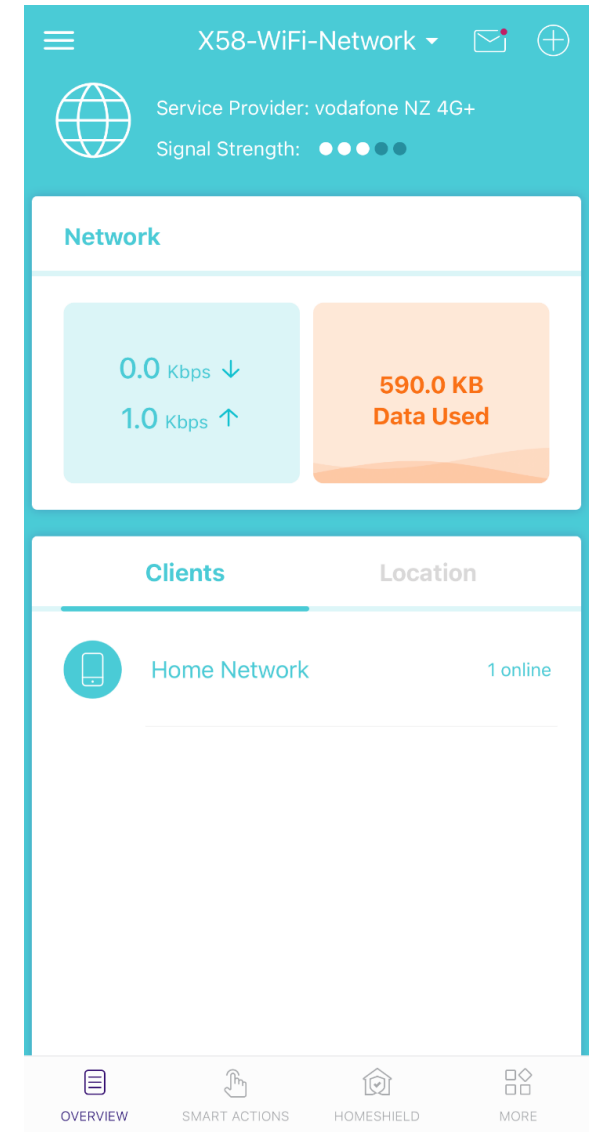 X58-WiFi-Network
Service Provider: vodafone NZ 4G+
Signal Strength:
Network
0.0 Kbps ↓
1.0 Kbps ↑
590.0 KB
Data Used
Clients
Location
Home Network
1 online
OVERVIEW
SMART ACTIONS
HOMESHIELD
MORE